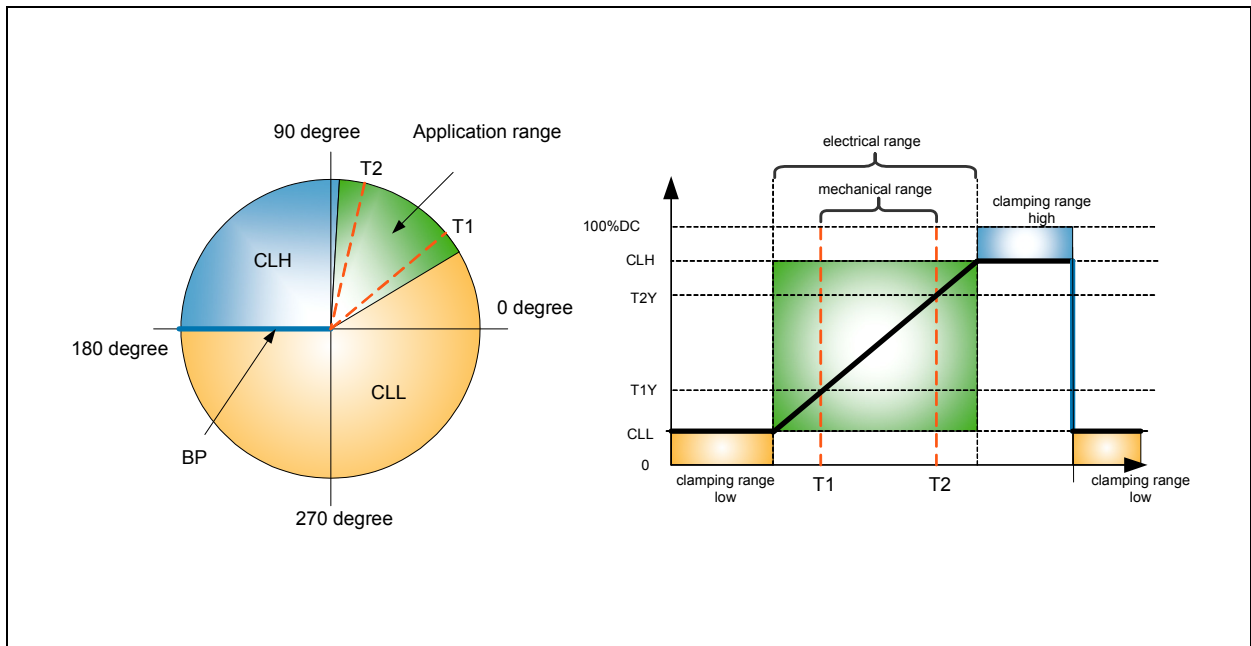 90 degree
Application range
T2
T1
CLH
0 degree
180 degree
CLL
BP
270 degree
electrical range
mechanical range
clamping range
high
100%DC
CLH
T2Y
T1Y
CLL
0
clamping range
low
T1
T2
clamping range
low